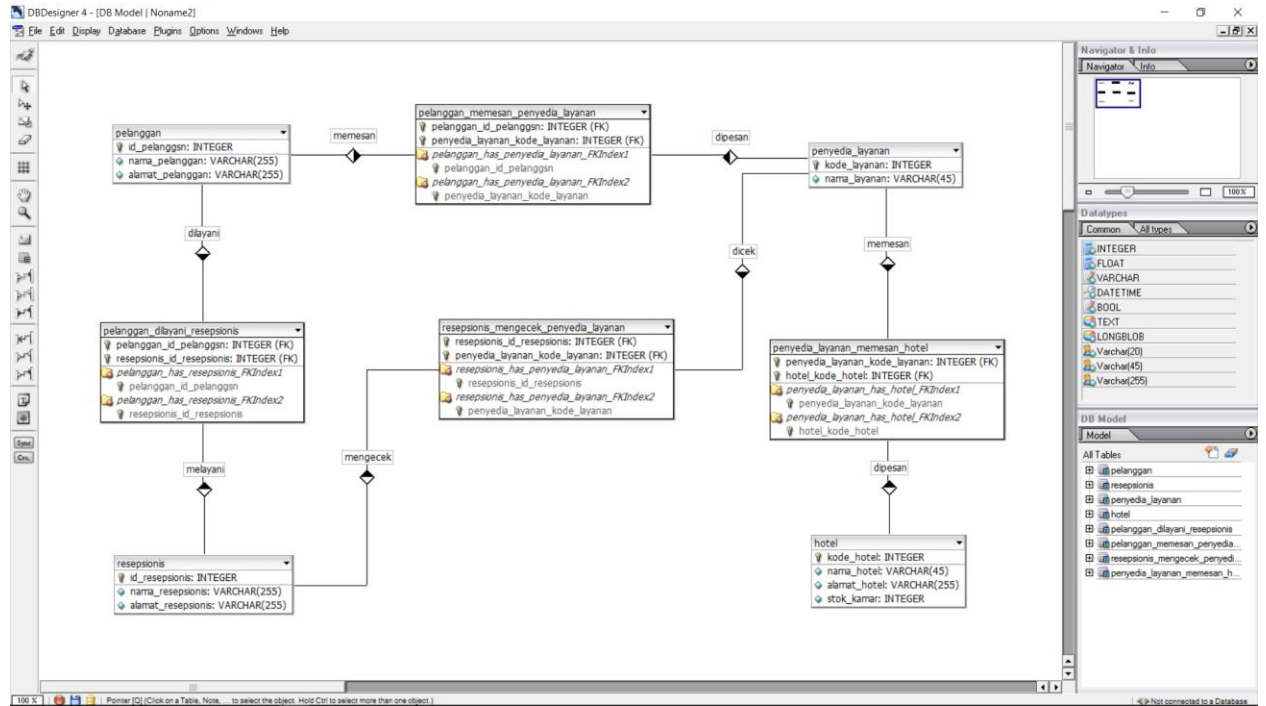 DBDesigner 4 - [DB Model | Noname2]
File Edit Display Database Plugins Options Windows Help
Navigator & Info
Navigator Info
pelanggan
id_pelanggsn: INTEGER
nama_pelanggan: VARCHAR(255)
alamat_pelanggan: VARCHAR(255)
memesan
pelanggan_memesan_penyedia_layanan
pelanggan_id_pelanggsn: INTEGER (FK)
penyedia_layanan_kode_layanan: INTEGER (FK)
pelanggan_has_penyedia_layanan_FKIndex1
pelanggan_id_pelanggsn
pelanggan_has_penyedia_layanan_FKIndex2
penyedia_layanan_kode_layanan
dipesan
penyedia_layanan
kode_layanan: INTEGER
nama_layanan: VARCHAR(45)
dilayani
dicek
memesan
pelanggan_dilayani_resepsionis
pelanggan_id_pelanggsn: INTEGER (FK)
resepsionis_id_resepsionis: INTEGER (FK)
pelanggan_has_resepsionis_FKIndex1
pelanggan_id_pelanggsn
pelanggan_has_resepsionis_FKIndex2
resepsionis_id_resepsionis
resepsionis_mengecek_penyedia_layanan
resepsionis_id_resepsionis: INTEGER (FK)
penyedia_layanan_kode_layanan: INTEGER (FK)
resepsionis_has_penyedia_layanan_FKIndex1
resepsionis_id_resepsionis
resepsionis_has_penyedia_layanan_FKIndex2
penyedia_layanan_kode_layanan
penyedia_layanan_memesan_hotel
penyedia_layanan_kode_layanan: INTEGER (FK)
hotel_kode_hotel: INTEGER (FK)
penyedia_layanan_has_hotel_FKIndex1
penyedia_layanan_kode_layanan
penyedia_layanan_has_hotel_FKIndex2
hotel_kode_hotel
melayani
mengecek
dipesan
resepsionis
id_resepsionis: INTEGER
nama_resepsionis: VARCHAR(255)
alamat_resepsionis: VARCHAR(255)
hotel
kode_hotel: INTEGER
nama_hotel: VARCHAR(45)
alamat_hotel: VARCHAR(255)
stok_kamar: INTEGER
100%
Datatypes
Common All types
INTEGER
FLOAT
VARCHAR
DATETIME
BOOL
TEXT
LONGBLOB
Varchar(20)
Varchar(45)
Varchar(255)
DB Model
Model
All Tables
pelanggan
resepsionis
penyedia_layanan
hotel
pelanggan_dilayani_resepsionis
pelanggan_memesan_penyedia...
resepsionis_mengecek_penyedi...
penyedia_layanan_memesan_h...
Sync
100 % Pointer [Q] (Click on a Table, Note, ... to select the object. Hold Ctrl to select more than one object.) Not connected to a Database